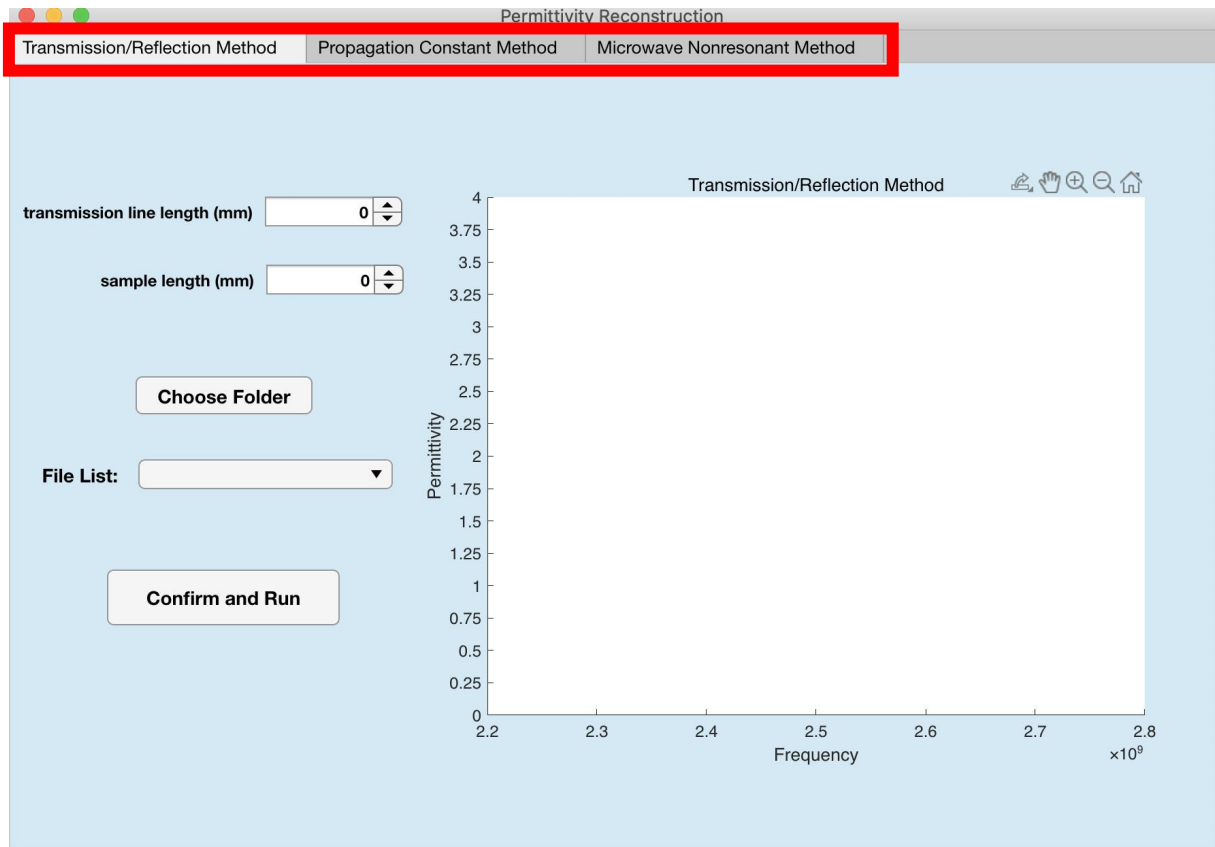 Permittivity Reconstruction
Transmission/Reflection Method Propagation Constant Method Microwave Nonresonant Method
transmission line length (mm) 0
sample length (mm) 0
Choose Folder
File List:
Confirm and Run
Transmission/Reflection Method
Permittivity
4
3.75
3.5
3.25
3
2.75
2.5
2.25
2
1.75
1.5
1.25
1
0.75
0.5
0.25
0
2.2 2.3 2.4 2.5 2.6 2.7 2.8
Frequency ×10⁹